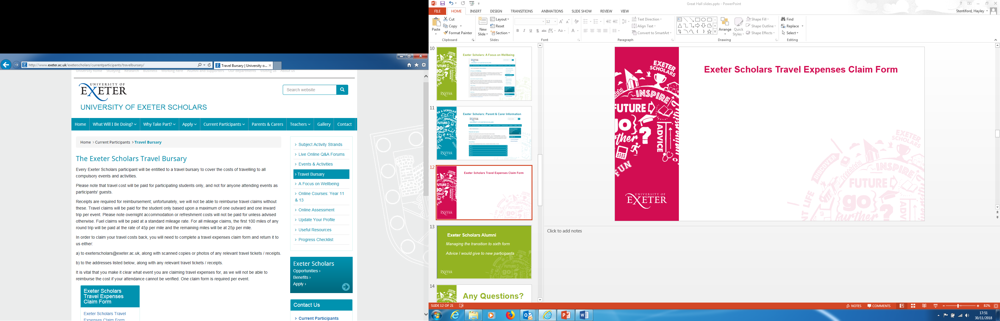 http://www.exeter.ac.uk/exeterscholars/currentparticipants/travelbursary/
Travel Bursary | University o...
University home Studying Research Business Working here Alumni and supporters Our departments Visiting us About us
UNIVERSITY OF
EXETER
Search website
UNIVERSITY OF EXETER SCHOLARS
Home What Will I Be Doing? Why Take Part? Apply Current Participants Parents & Carers Teachers Gallery Contact
Home > Current Participants > Travel Bursary
The Exeter Scholars Travel Bursary
Every Exeter Scholars participant will be entitled to a travel bursary to cover the costs of travelling to all
compulsory events and activities.
Please note that travel cost will be paid for participating students only, and not for anyone attending events as
participants' guests.
Receipts are required for reimbursement; unfortunately, we will not be able to reimburse travel claims without
these. Travel claims will be paid for the student only based upon a maximum of one outward and one inward
trip per event. Please note overnight accommodation or refreshment costs will not be paid for unless advised
otherwise. Fuel claims will be paid at a standard mileage rate. For all mileage claims, the first 100 miles of any
round trip will be paid at the rate of 45p per mile and the remaining miles will be at 25p per mile.
In order to claim your travel costs back, you will need to complete a travel expenses claim form and return it to
us either:
a) to exeterscholars@exeter.ac.uk, along with scanned copies or photos of any relevant travel tickets / receipts.
b) to the addresses listed below, along with any relevant travel tickets / receipts.
It is vital that you make it clear what event you are claiming travel expenses for, as we will not be able to
reimburse the cost if your attendance cannot be verified. One claim form is required per event.
Exeter Scholars
Travel Expenses
Claim Form
Exeter Scholars Travel
Expenses Claim Form
> Subject Activity Strands
> Live Online Q&A Forums
> Events & Activities
> Travel Bursary
> A Focus on Wellbeing
> Online Courses: Year 11
& 13
> Online Assessment
> Update Your Profile
> Useful Resources
> Progress Checklist
Exeter Scholars
Opportunities ›
Benefits ›
Apply ›
Contact Us
> Current Participants
Great Hall slides.pptx - PowerPoint
FILE HOME INSERT DESIGN TRANSITIONS ANIMATIONS SLIDE SHOW REVIEW VIEW
Stentiford, Hayley
Paste
Cut
Copy
Format Painter
Clipboard
New
Slide
Layout
Reset
Section
Slides
12
B I U S abc AV Aa A
Font
Text Direction
Align Text
Convert to SmartArt
Paragraph
Arrange
Quick
Styles
Shape Fill
Shape Outline
Shape Effects
Drawing
Find
Replace
Select
Editing
10
Exeter Scholars: A Focus on Wellbeing
EXETER
11
Exeter Scholars: Parent & Carer Information
EXETER
12
Exeter Scholars Travel Expenses Claim Form
EXETER
13
Exeter Scholars Alumni
Managing the transition to sixth form
Advice I would give to new participants
EXETER
14
Any Questions?
Exeter Scholars Travel Expenses Claim Form
EXETER
SCHOLARS
INSPIRE
FUTURE
go
further
?
ADVICE
FUN
UNIVERSITY OF
EXETER
EXETER
SCHOLARS
DISCOVER
INSPIRE
FUTURE
go
further
?
ADVI
NT LIFE
Click to add notes
SLIDE 12 OF 21
NOTES COMMENTS 82%
17:51
30/11/2018